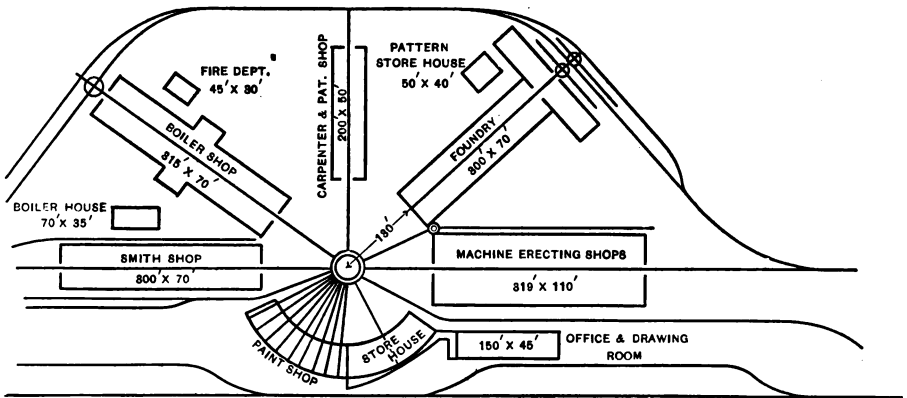 FIRE DEPT.
45' X 80'
CARPENTER & PAT. SHOP
200' X 50'
PATTERN
STORE HOUSE
50' X 40'
BOILER SHOP
815' X 70'
FOUNDRY
800' X 70'
BOILER HOUSE
70' X 35'
180'
SMITH SHOP
800' X 70'
MACHINE ERECTING SHOPS
819' X 110'
PAINT SHOP
STORE
HOUSE
150' X 45'
OFFICE & DRAWING
ROOM